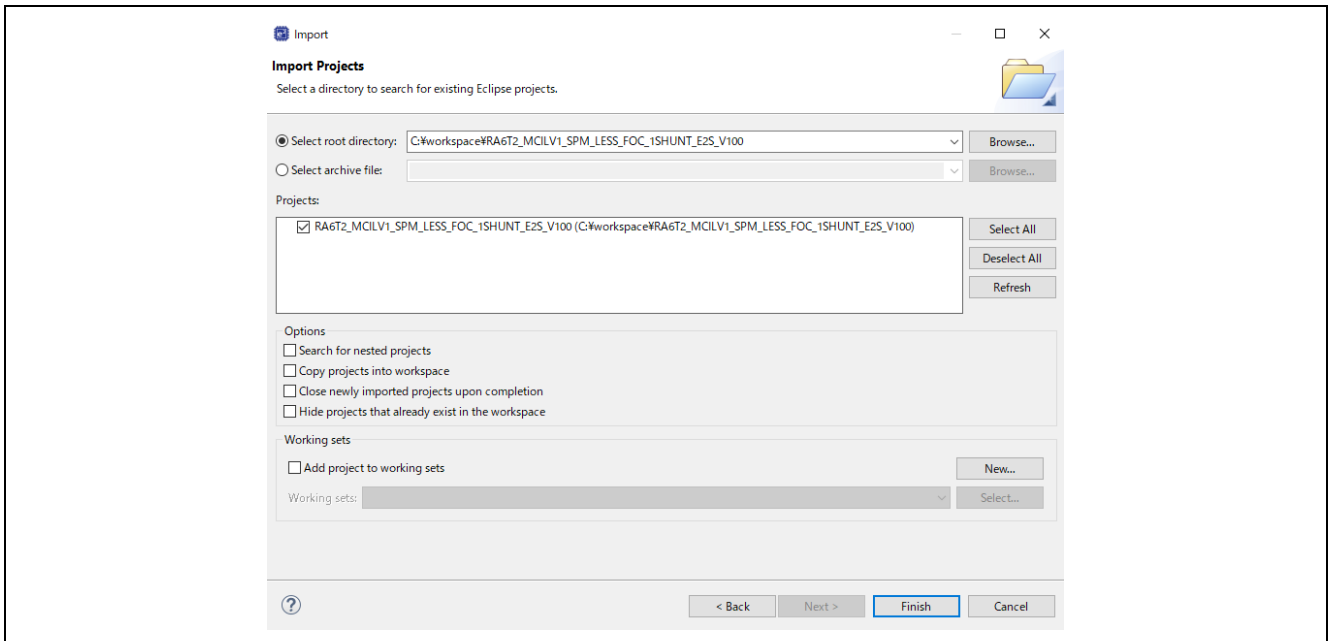 Import
Import Projects
Select a directory to search for existing Eclipse projects.
Select root directory: C:¥workspace¥RA6T2_MCILV1_SPM_LESS_FOC_1SHUNT_E2S_V100 Browse...
Select archive file: Browse...
Projects:
RA6T2_MCILV1_SPM_LESS_FOC_1SHUNT_E2S_V100 (C:¥workspace¥RA6T2_MCILV1_SPM_LESS_FOC_1SHUNT_E2S_V100) Select All
Deselect All
Refresh
Options
Search for nested projects
Copy projects into workspace
Close newly imported projects upon completion
Hide projects that already exist in the workspace
Working sets
Add project to working sets New...
Working sets: Select...
? < Back Next > Finish Cancel